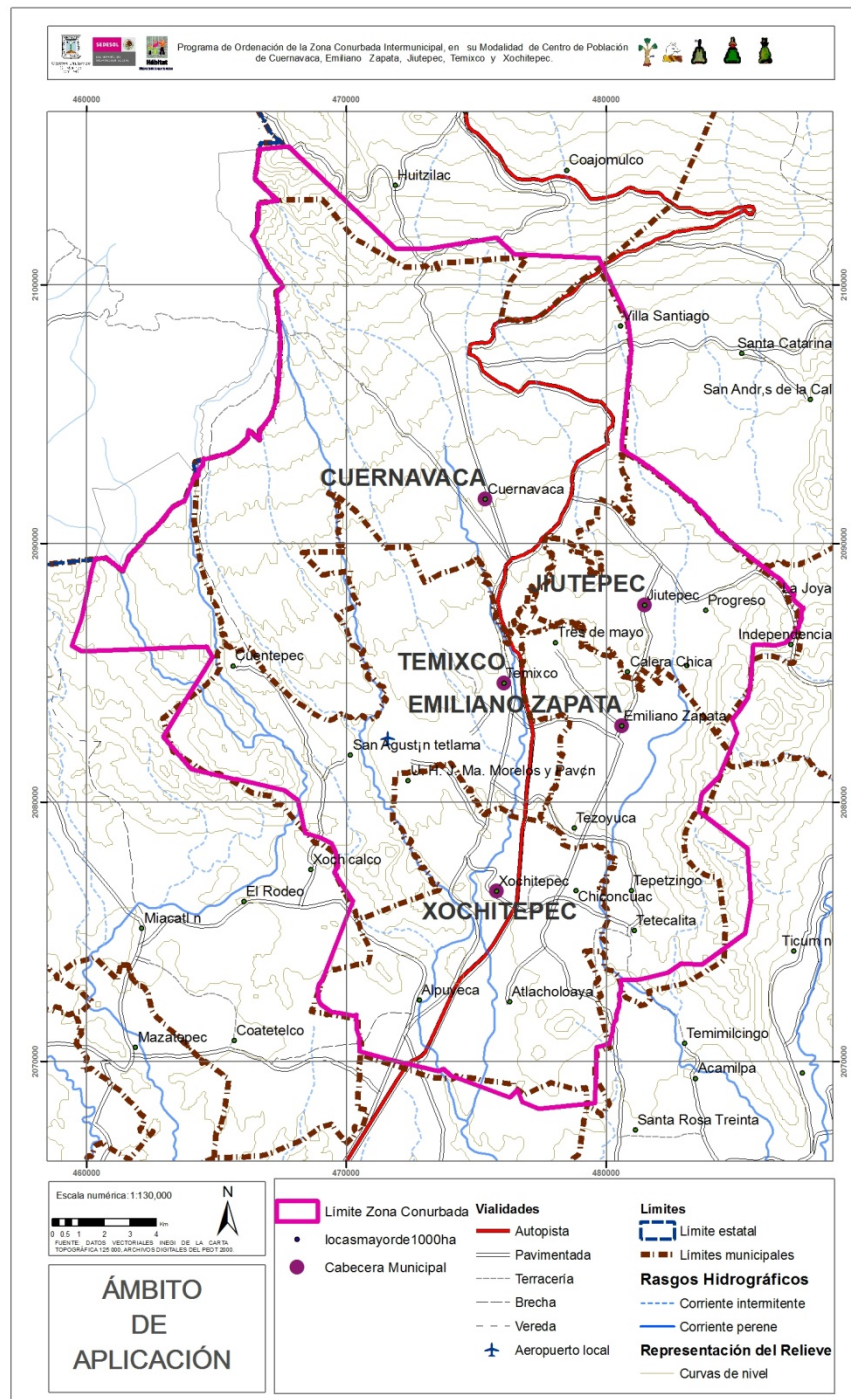 SEDESOL
Hábitat
Programa de Ordenación de la Zona Conurbada Intermunicipal, en su Modalidad de Centro de Población
de Cuernavaca, Emiliano Zapata, Jiutepec, Temixco y Xochitepec.
460000
470000
480000
Coajomulco
Huitzilac
2100000
2100000
Villa Santiago
Santa Catarina
San Andr,s de la Cal
CUERNAVACA
Cuernavaca
2090000
2090000
JIUTEPEC
Jiutepec
La Joya
Progreso
Tres de mayo
Independencia
Cuentepec
TEMIXCO
Temixco
Calera Chica
EMILIANO ZAPATA
Emiliano Zapata
San Agust¡n tetlama
U. H. J. Ma. Morelos y Pav¢n
2080000
2080000
Tezoyuca
Xochicalco
El Rodeo
Xochitepec
Chiconcuac
Tepetzingo
XOCHITEPEC
Miacatl n
Tetecalita
Ticum n
Alpuyeca
Atlacholoaya
Mazatepec
Coatetelco
Temimilcingo
2070000
2070000
Acamilpa
Santa Rosa Treinta
460000
470000
480000
Escala numérica: 1:130,000
N
0 0.5 1 2 3 4
Km
FUENTE: DATOS VECTORIALES INEGI DE LA CARTA
TOPOGRÁFICA 125 000, ARCHIVOS DIGITALES DEL PEOT 2000.
ÁMBITO
DE
APLICACIÓN
Límite Zona Conurbada
locasmayorde1000ha
Cabecera Municipal
Vialidades
Autopista
Pavimentada
Terracería
Brecha
Vereda
Aeropuerto local
Límites
Límite estatal
Límites municipales
Rasgos Hidrográficos
Corriente intermitente
Corriente perene
Representación del Relieve
Curvas de nivel